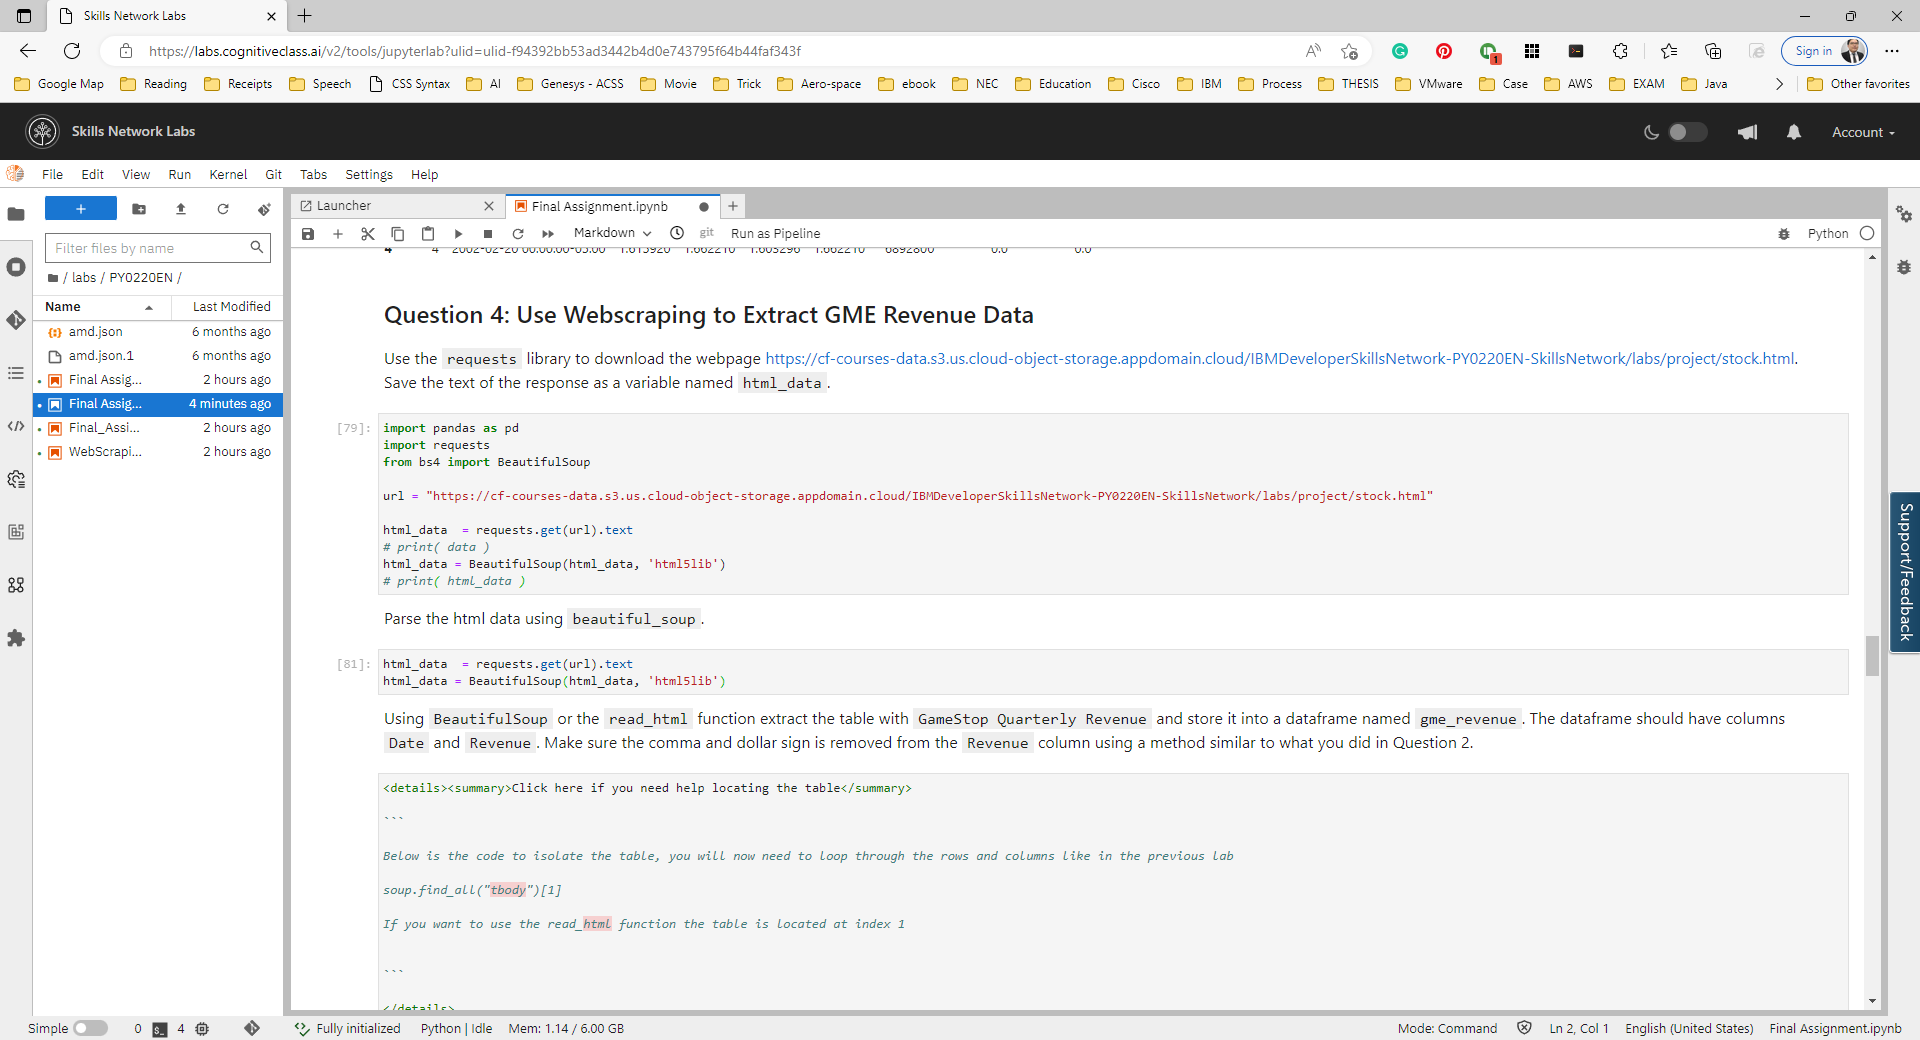 Skills Network Labs
https://labs.cognitiveclass.ai/v2/tools/jupyterlab?ulid=ulid-f94392bb53ad3442b4d0e743795f64b44faf343f
1
Sign in
Google Map Reading Receipts Speech CSS Syntax AI Genesys - ACSS Movie Trick Aero-space ebook NEC Education Cisco IBM Process THESIS VMware Case AWS EXAM Java Other favorites
Skills Network Labs
Account
File Edit View Run Kernel Git Tabs Settings Help
Launcher
Final Assignment.ipynb
Markdown
git
Run as Pipeline
Python
Filter files by name
/ labs / PY0220EN /
Name Last Modified
amd.json 6 months ago
amd.json.1 6 months ago
Final Assig... 2 hours ago
Final Assig... 4 minutes ago
Final_Assi... 2 hours ago
WebScrapi... 2 hours ago
4 4 2002-02-20 00:00:00-05:00 1.615920 1.662210 1.603296 1.662210 6892800 0.0 0.0
Question 4: Use Webscraping to Extract GME Revenue Data
Use the requests library to download the webpage https://cf-courses-data.s3.us.cloud-object-storage.appdomain.cloud/IBMDeveloperSkillsNetwork-PY0220EN-SkillsNetwork/labs/project/stock.html.
Save the text of the response as a variable named html_data.
[79]:
import pandas as pd
import requests
from bs4 import BeautifulSoup
url = "https://cf-courses-data.s3.us.cloud-object-storage.appdomain.cloud/IBMDeveloperSkillsNetwork-PY0220EN-SkillsNetwork/labs/project/stock.html"
html_data  = requests.get(url).text
# print( data )
html_data = BeautifulSoup(html_data, 'html5lib')
# print( html_data )
Parse the html data using beautiful_soup.
[81]:
html_data  = requests.get(url).text
html_data = BeautifulSoup(html_data, 'html5lib')
Using BeautifulSoup or the read_html function extract the table with GameStop Quarterly Revenue and store it into a dataframe named gme_revenue. The dataframe should have columns
Date and Revenue. Make sure the comma and dollar sign is removed from the Revenue column using a method similar to what you did in Question 2.
<details><summary>Click here if you need help locating the table</summary>
```
Below is the code to isolate the table, you will now need to loop through the rows and columns like in the previous lab
soup.find_all("tbody")[1]
If you want to use the read_html function the table is located at index 1
```
</details>
Support/Feedback
Simple 0 4 Fully initialized Python | Idle Mem: 1.14 / 6.00 GB Mode: Command Ln 2, Col 1 English (United States) Final Assignment.ipynb